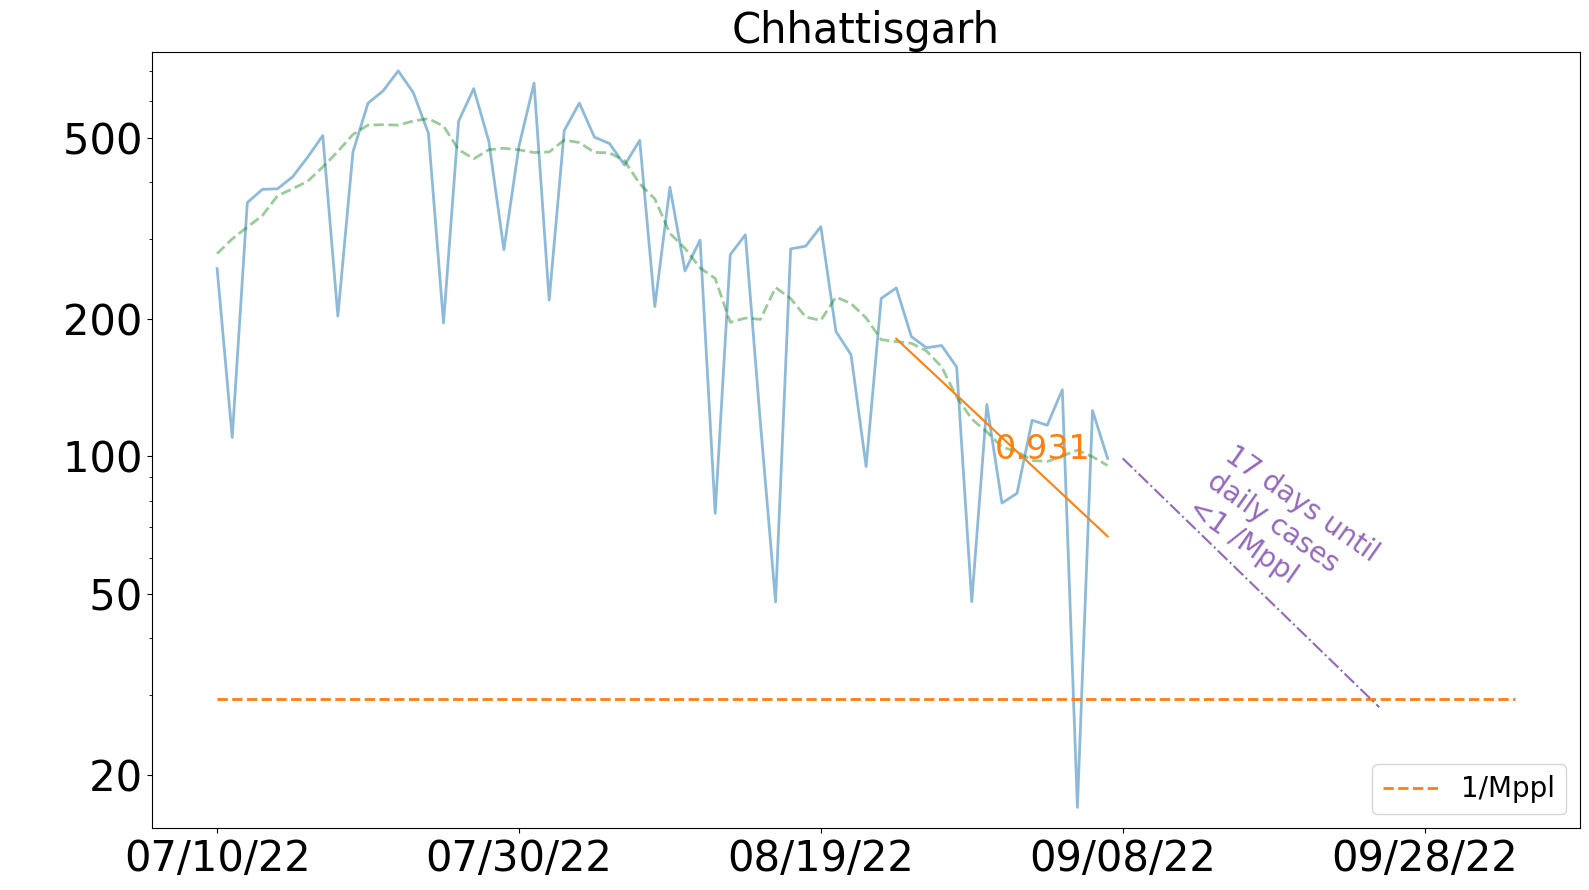 Chhattisgarh
500
200
100
50
20
0.931
17 days until
daily cases
<1 /Mppl
1/Mppl
07/10/22
07/30/22
08/19/22
09/08/22
09/28/22